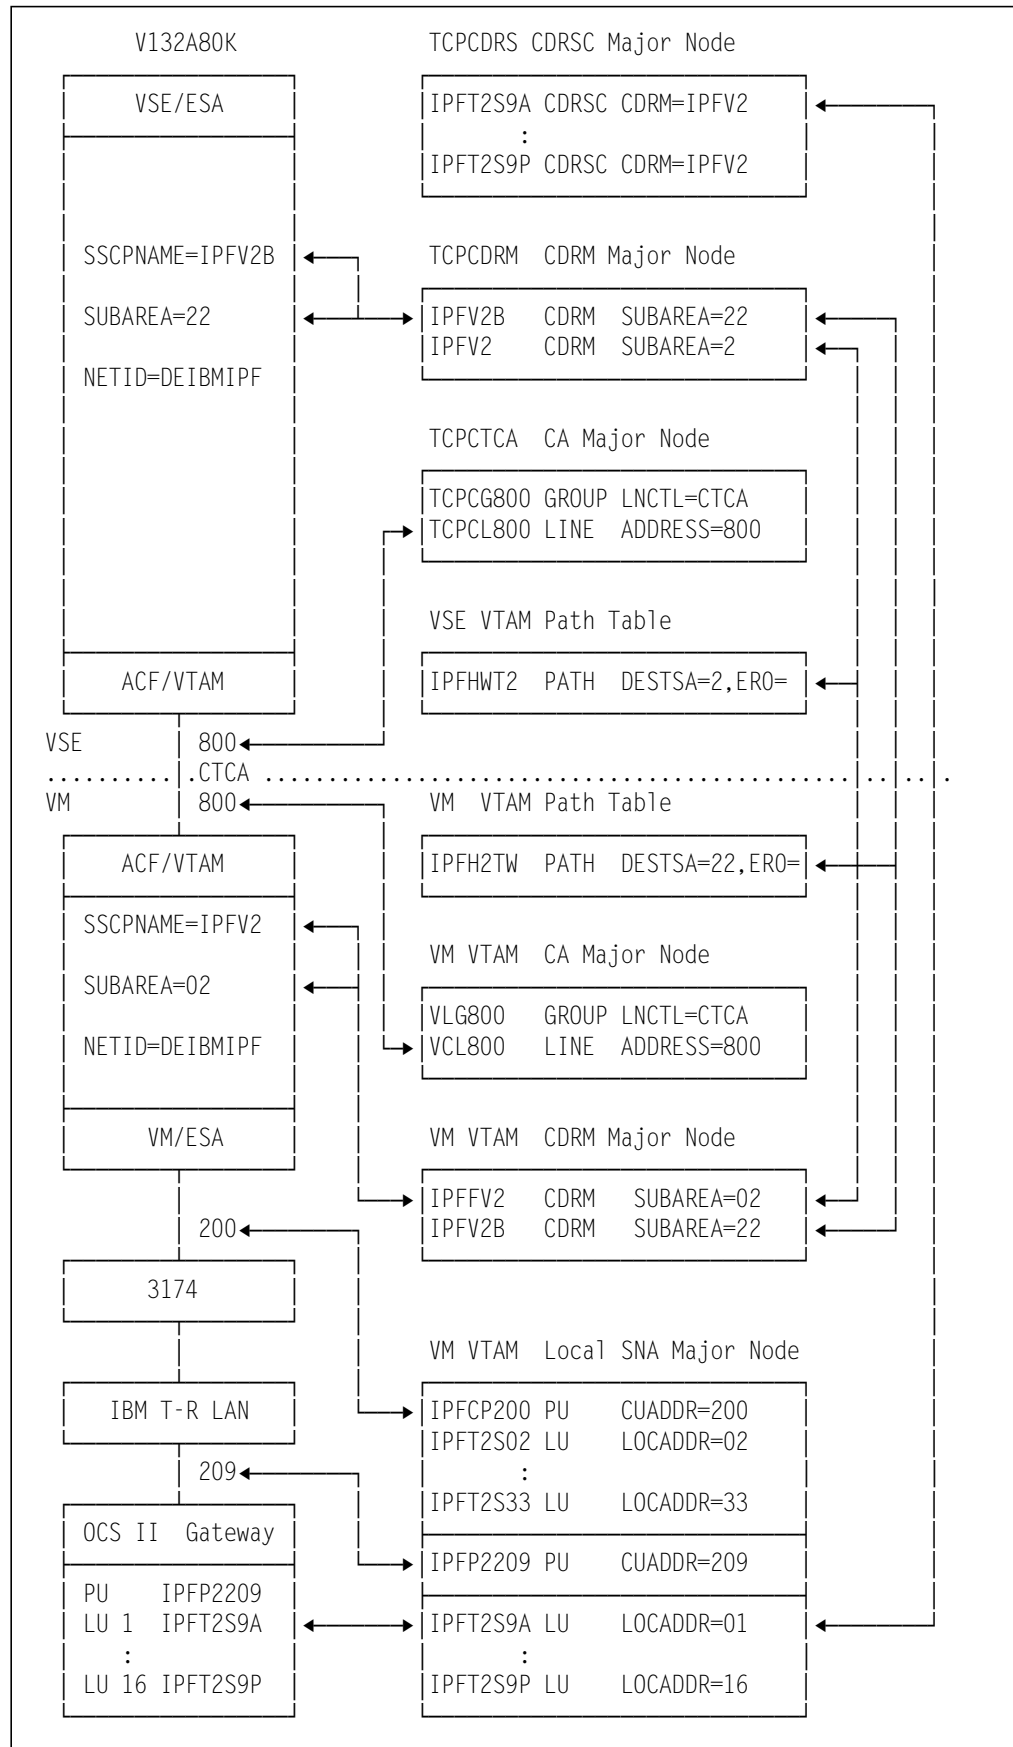 V132A80K TCPCDRS CDRSC Major Node
VSE/ESA IPFT2S9A CDRSC CDRM=IPFV2
:
IPFT2S9P CDRSC CDRM=IPFV2
SSCPNAME=IPFV2B TCPCDRM CDRM Major Node
SUBAREA=22 IPFV2B CDRM SUBAREA=22
IPFV2 CDRM SUBAREA=2
NETID=DEIBMIPF
TCPCTCA CA Major Node
TCPCG800 GROUP LNCTL=CTCA
TCPCL800 LINE ADDRESS=800
VSE VTAM Path Table
ACF/VTAM IPFHWT2 PATH DESTSA=2,ER0=
VSE 800
CTCA
VM 800 VM VTAM Path Table
ACF/VTAM IPFH2TW PATH DESTSA=22,ER0=
SSCPNAME=IPFV2
VM VTAM CA Major Node
SUBAREA=02
VLG800 GROUP LNCTL=CTCA
NETID=DEIBMIPF VCL800 LINE ADDRESS=800
VM/ESA VM VTAM CDRM Major Node
IPFFV2 CDRM SUBAREA=02
200 IPFV2B CDRM SUBAREA=22
3174
VM VTAM Local SNA Major Node
IBM T-R LAN IPFCP200 PU CUADDR=200
IPFT2S02 LU LOCADDR=02
209 :
IPFT2S33 LU LOCADDR=33
OCS II Gateway
IPFP2209 PU CUADDR=209
PU IPFP2209
LU 1 IPFT2S9A IPFT2S9A LU LOCADDR=01
: :
LU 16 IPFT2S9P IPFT2S9P LU LOCADDR=16